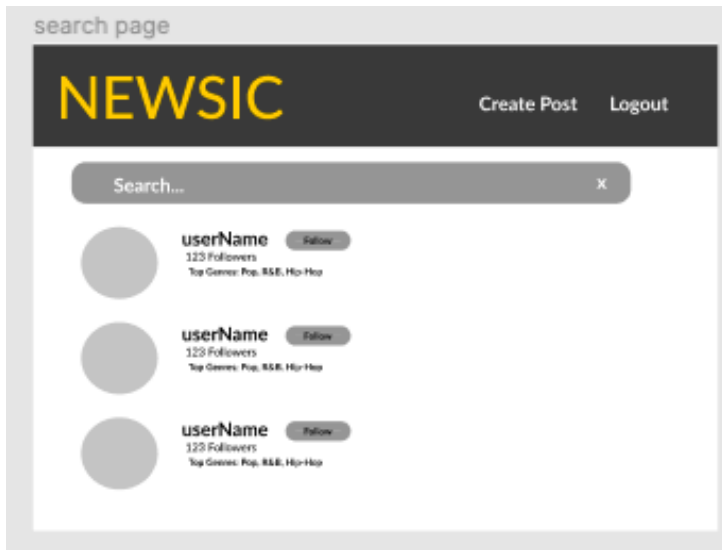 search page
NEWSIC
Create Post Logout
Search... x
userName Follow
123 Followers
Top Genres: Pop, R&B, Hip-Hop
userName Follow
123 Followers
Top Genres: Pop, R&B, Hip-Hop
userName Follow
123 Followers
Top Genres: Pop, R&B, Hip-Hop